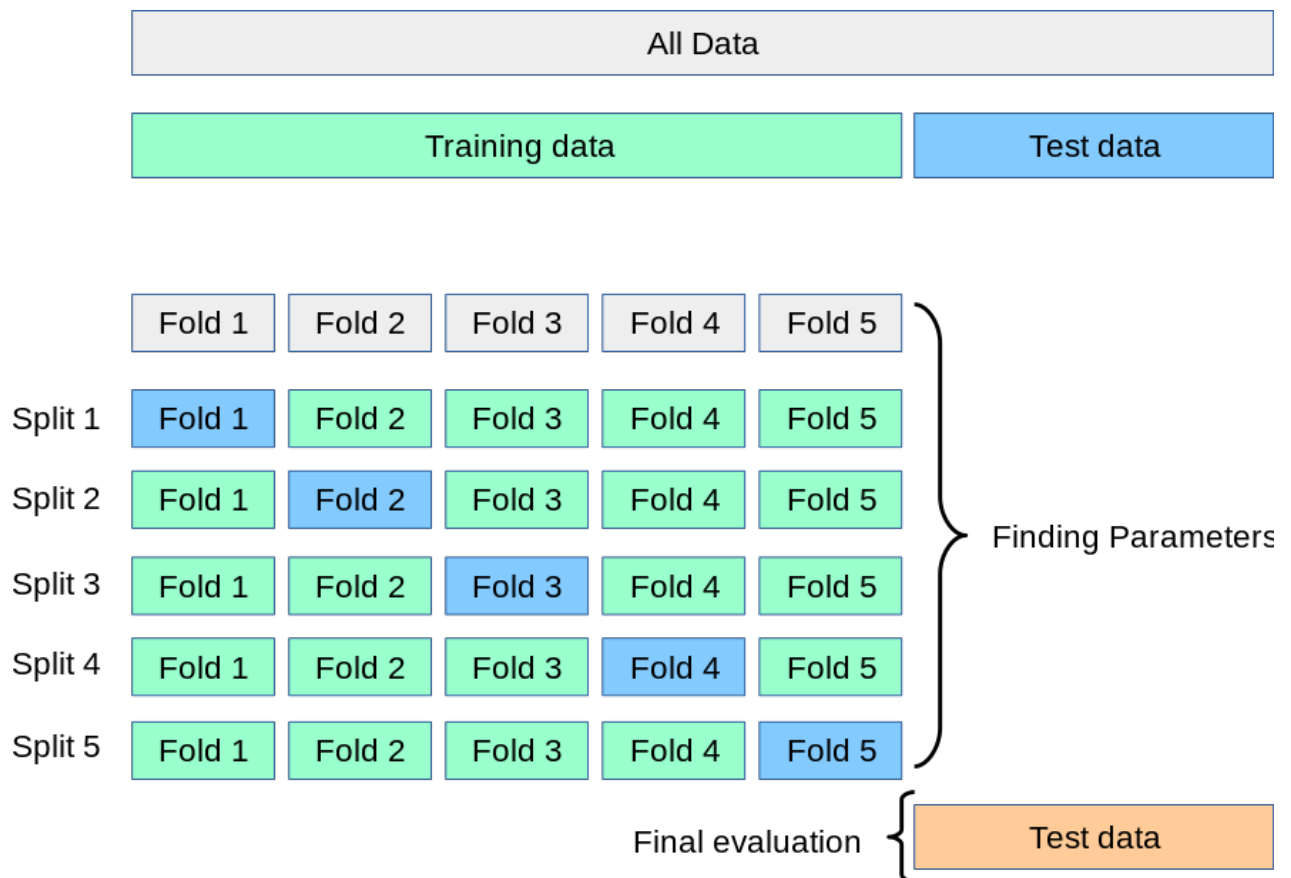 All Data
Training data Test data
Fold 1 Fold 2 Fold 3 Fold 4 Fold 5
Split 1 Fold 1 Fold 2 Fold 3 Fold 4 Fold 5
Split 2 Fold 1 Fold 2 Fold 3 Fold 4 Fold 5
Finding Parameters
Split 3 Fold 1 Fold 2 Fold 3 Fold 4 Fold 5
Split 4 Fold 1 Fold 2 Fold 3 Fold 4 Fold 5
Split 5 Fold 1 Fold 2 Fold 3 Fold 4 Fold 5
Final evaluation Test data